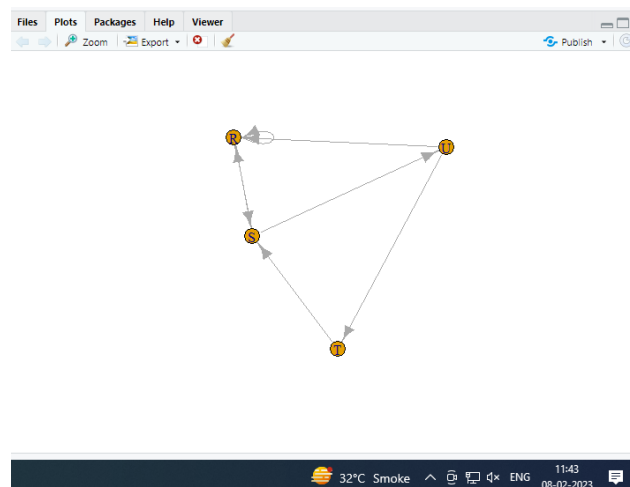 Files Plots Packages Help Viewer
Zoom Export Publish
R
U
S
T
32°C Smoke ENG 11:43
08-02-2023